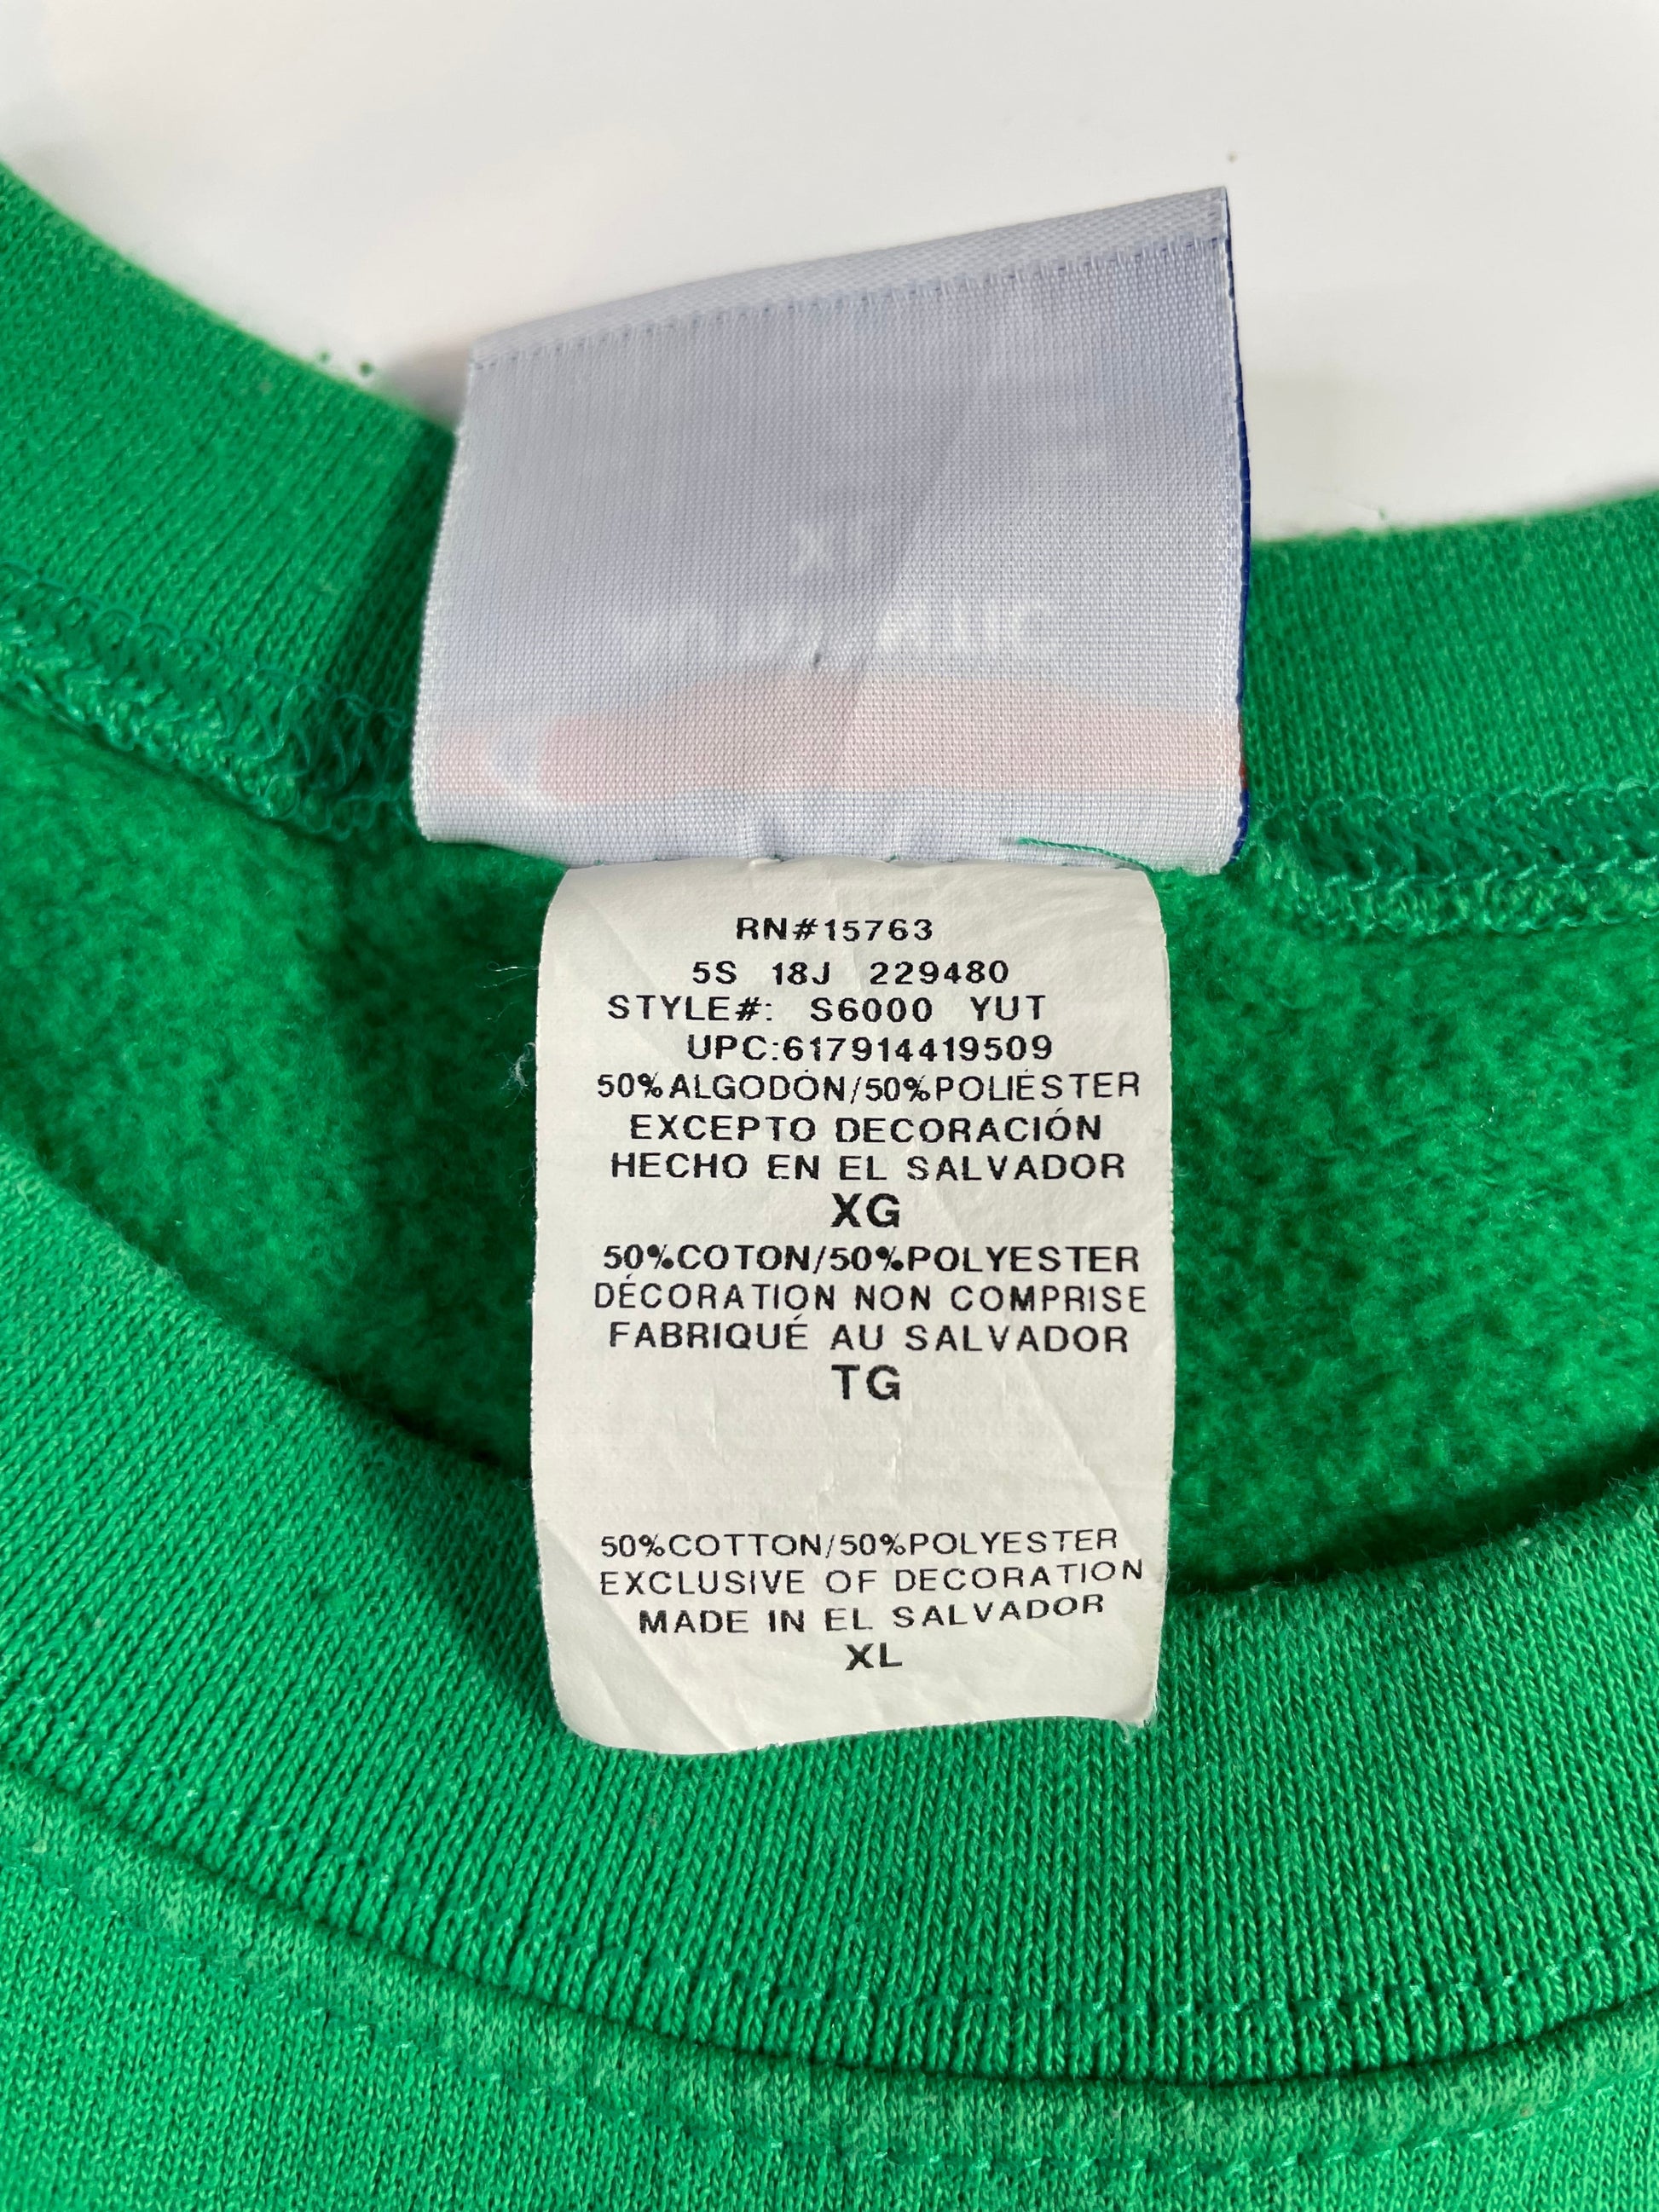 RN#15763
5S 18J 229480
STYLE#: S6000 YUT
UPC:617914419509
50%ALGODÓN/50%POLIÉSTER
EXCEPTO DECORACIÓN
HECHO EN EL SALVADOR
XG
50%COTON/50%POLYESTER
DÉCORATION NON COMPRISE
FABRIQUÉ AU SALVADOR
TG
50%COTTON/50%POLYESTER
EXCLUSIVE OF DECORATION
MADE IN EL SALVADOR
XL